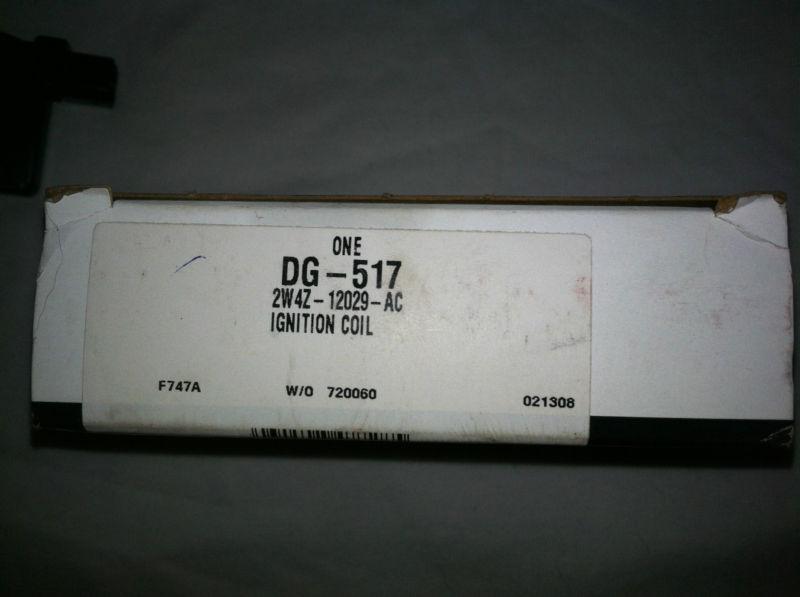 ONE
DG-517
2W4Z-12029-AC
IGNITION COIL
F747A W/O 720060 021308